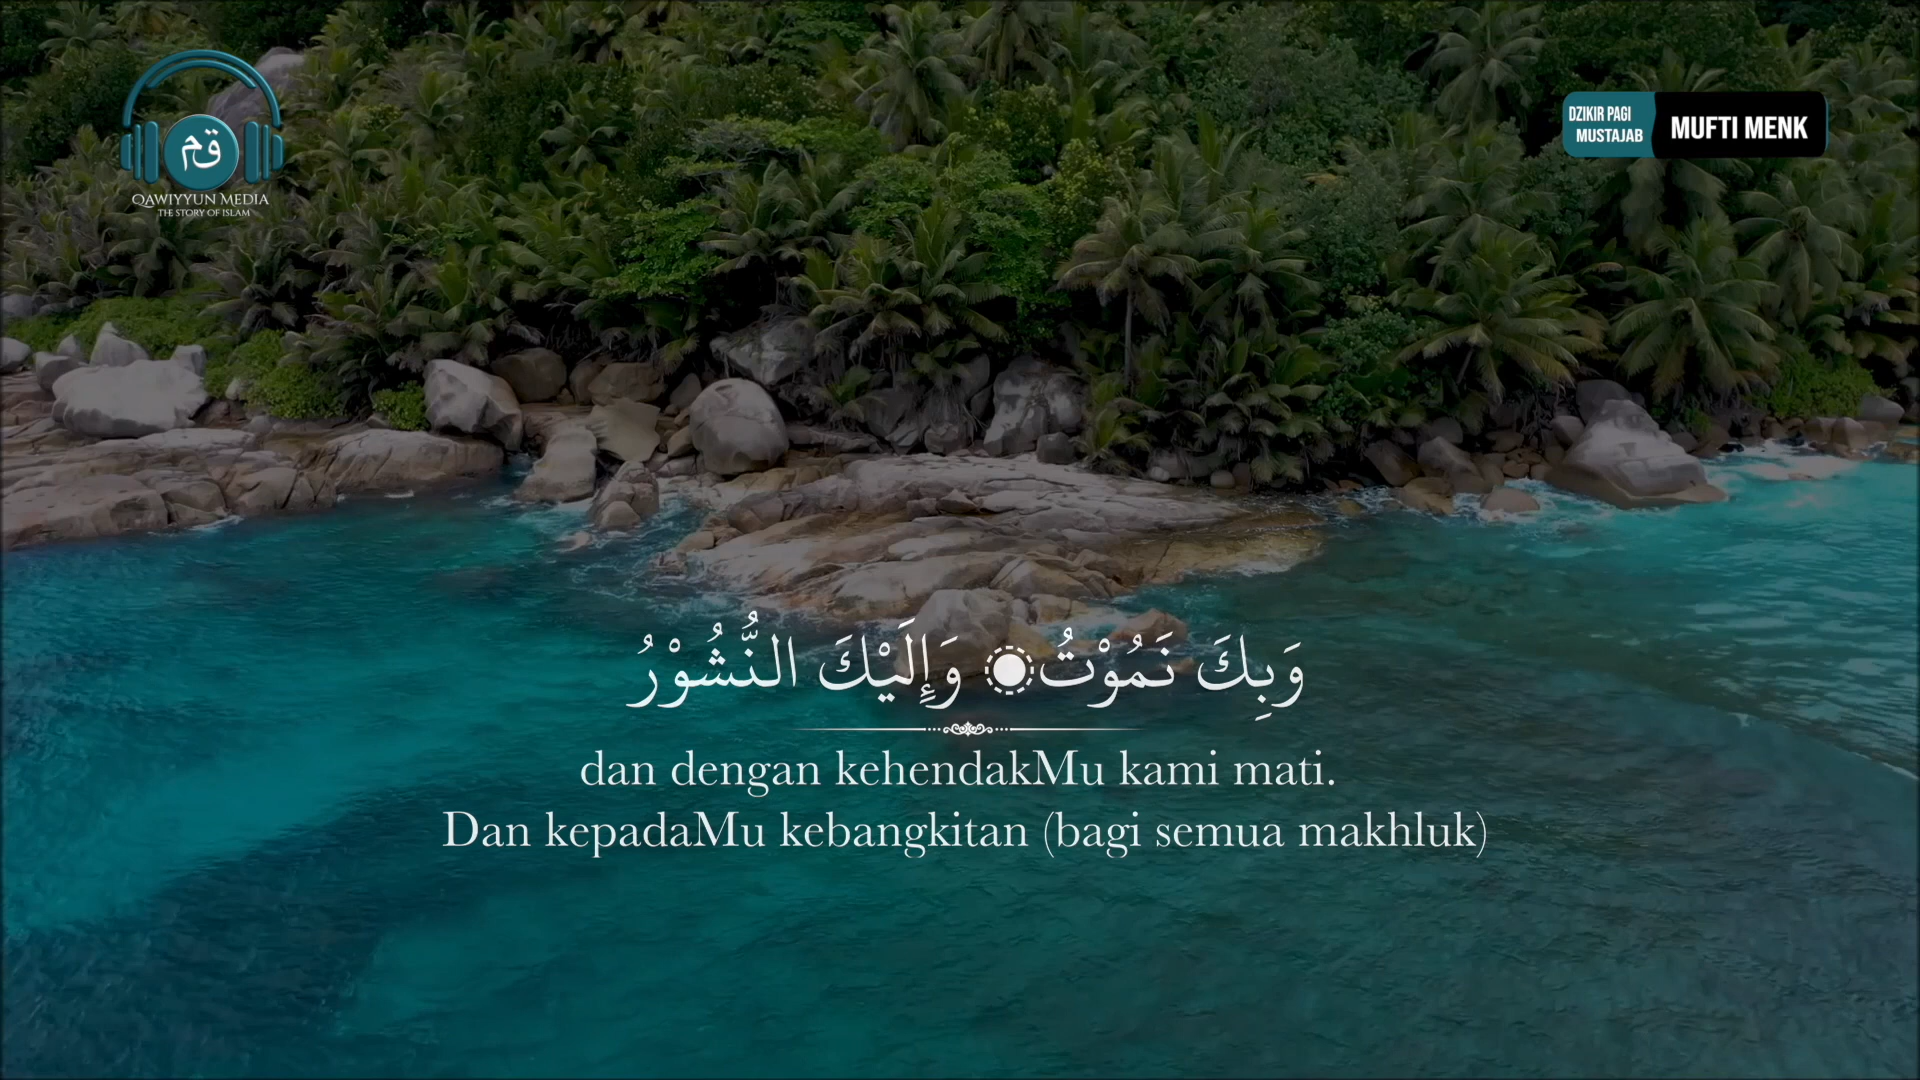 قم
QAWIYYUN MEDIA
THE STORY OF ISLAM
DZIKIR PAGI
MUSTAJAB
MUFTI MENK
وَبِكَ نَمُوْتُ وَإِلَيْكَ النُّشُوْرُ
dan dengan kehendakMu kami mati.
Dan kepadaMu kebangkitan (bagi semua makhluk)